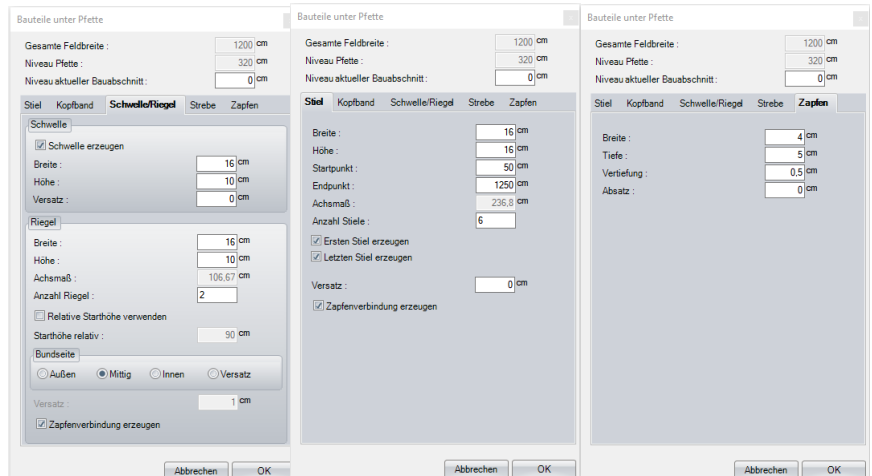 Bauteile unter Pfette
Gesamte Feldbreite : 1200 cm
Niveau Pfette : 320 cm
Niveau aktueller Bauabschnitt : 0 cm
Stiel Kopfband Schwelle/Riegel Strebe Zapfen
Schwelle
Schwelle erzeugen
Breite : 16 cm
Höhe : 10 cm
Versatz : 0 cm
Riegel
Breite : 16 cm
Höhe : 10 cm
Achsmaß : 106,67 cm
Anzahl Riegel : 2
Relative Starthöhe verwenden
Starthöhe relativ : 90 cm
Bundseite
Außen Mittig Innen Versatz
Versatz : 1 cm
Zapfenverbindung erzeugen
Abbrechen OK
Bauteile unter Pfette
Gesamte Feldbreite : 1200 cm
Niveau Pfette : 320 cm
Niveau aktueller Bauabschnitt : 0 cm
Stiel Kopfband Schwelle/Riegel Strebe Zapfen
Breite : 16 cm
Höhe : 16 cm
Startpunkt : 50 cm
Endpunkt : 1250 cm
Achsmaß : 236,8 cm
Anzahl Stiele : 6
Ersten Stiel erzeugen
Letzten Stiel erzeugen
Versatz : 0 cm
Zapfenverbindung erzeugen
Abbrechen OK
Bauteile unter Pfette
Gesamte Feldbreite : 1200 cm
Niveau Pfette : 320 cm
Niveau aktueller Bauabschnitt : 0 cm
Stiel Kopfband Schwelle/Riegel Strebe Zapfen
Breite : 4 cm
Tiefe : 5 cm
Vertiefung : 0,5 cm
Absatz : 0 cm
Abbrechen OK